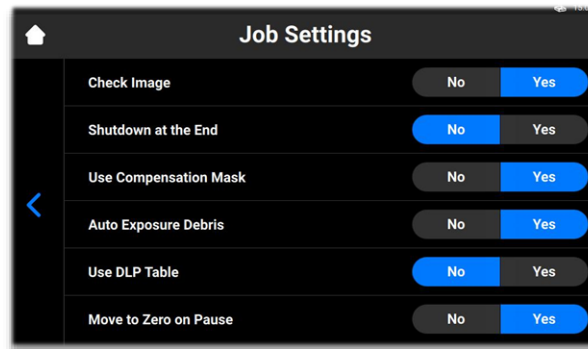 Job Settings
Check Image No Yes
Shutdown at the End No Yes
Use Compensation Mask No Yes
Auto Exposure Debris No Yes
Use DLP Table No Yes
Move to Zero on Pause No Yes